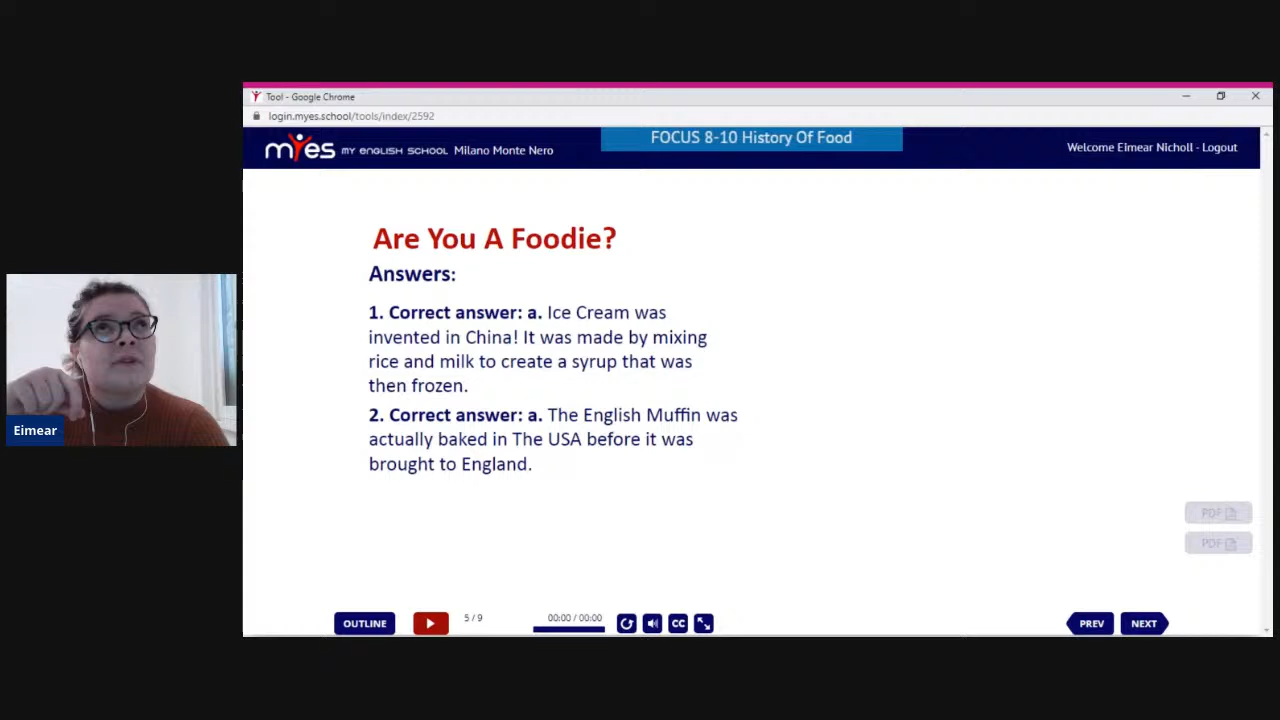 Tool - Google Chrome
login.myes.school/tools/index/2592
FOCUS 8-10 History Of Food
myes MY ENGLISH SCHOOL Milano Monte Nero
Welcome Eimear Nicholl - Logout
Are You A Foodie?
Answers:
1. Correct answer: a. Ice Cream was
invented in China! It was made by mixing
rice and milk to create a syrup that was
then frozen.
2. Correct answer: a. The English Muffin was
actually baked in The USA before it was
brought to England.
Eimear
PDF
PDF
OUTLINE
5 / 9
00:00 / 00:00
CC
PREV
NEXT